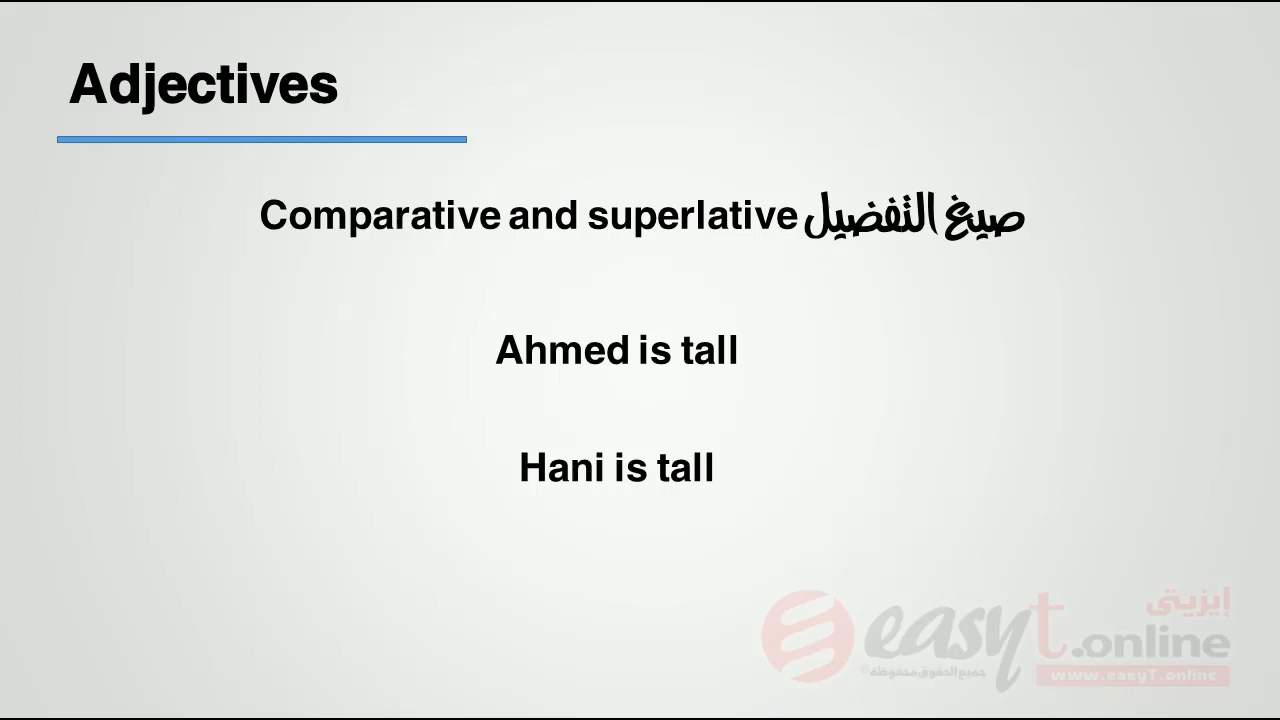 Adjectives
Comparative and superlative صيغ التفضيل
Ahmed is tall
Hani is tall
إيزيتى
easyT.online
جميع الحقوق محفوظة©
www.easyT.online